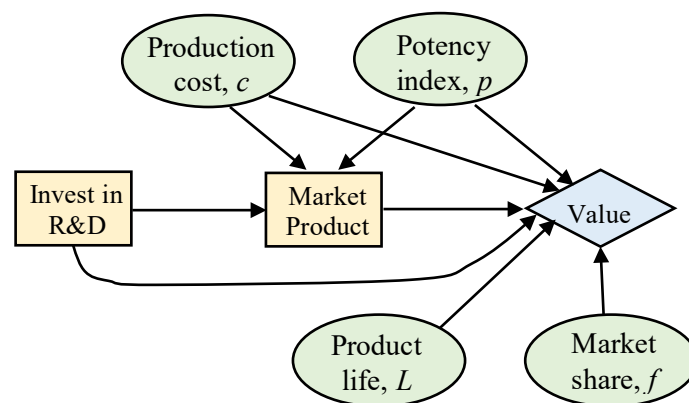 Production
cost, c
Potency
index, p
Invest in
R&D
Market
Product
Value
Product
life, L
Market
share, f